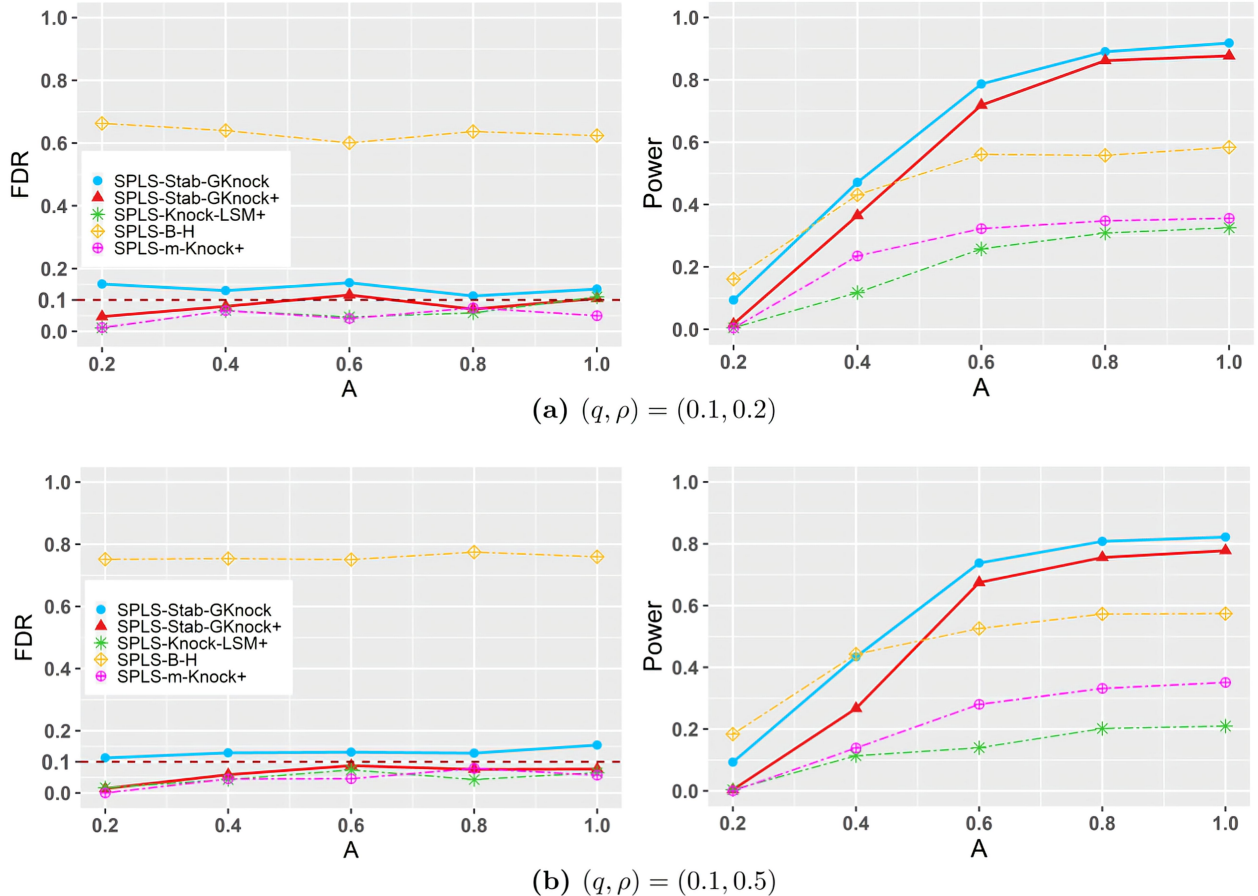 1.0
0.8
0.6
0.4
0.2
0.1
0.0
FDR
SPLS-Stab-GKnock
SPLS-Stab-GKnock+
SPLS-Knock-LSM+
SPLS-B-H
SPLS-m-Knock+
0.2 0.4 0.6 0.8 1.0
A
1.0
0.8
0.6
0.4
0.2
0.0
Power
0.2 0.4 0.6 0.8 1.0
A
(a) (q, ρ) = (0.1, 0.2)
1.0
0.8
0.6
0.4
0.2
0.1
0.0
FDR
SPLS-Stab-GKnock
SPLS-Stab-GKnock+
SPLS-Knock-LSM+
SPLS-B-H
SPLS-m-Knock+
0.2 0.4 0.6 0.8 1.0
A
1.0
0.8
0.6
0.4
0.2
0.0
Power
0.2 0.4 0.6 0.8 1.0
A
(b) (q, ρ) = (0.1, 0.5)